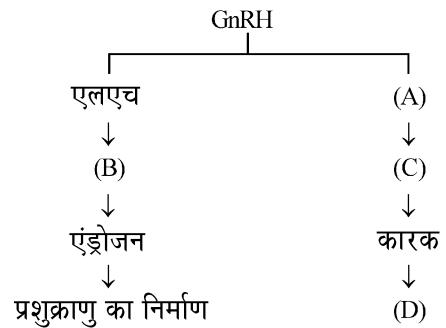 GnRH
एलएच (A)
(B) (C)
एंड्रोजन कारक
प्रशुक्राणु का निर्माण (D)